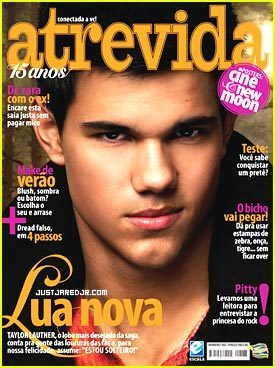 conectada a vc!
atrevida
15 anos
PÔSTERES:
cine
& new
moon
De cara
com o ex!
Encare esta
saia justa sem
pagar mico
Make de
verão
Blush, sombra
ou batom?
Escolha o
seu e arrase
+
Dread falso,
em 4 passos
Teste:
Você sabe
conquistar
um pretê?
O bicho
vai pegar!
Dá pra usar
estampas de
zebra, onça,
tigre... sem
ficar over
Pitty
Levamos uma
leitora para
entrevistar a
princesa do rock!
JUSTJAREDJR.COM
Lua nova
TAYLOR LAUTNER, o lobo mais desejado da saga,
conta pra gente das loucuras das fãs e, para
nossa felicidade, assume: "ESTOU SOLTEIRO!"
escala